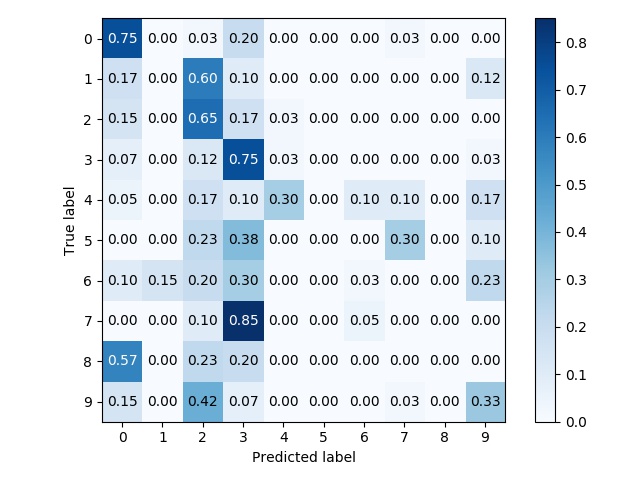 0 0.75 0.00 0.03 0.20 0.00 0.00 0.00 0.03 0.00 0.00
1 0.17 0.00 0.60 0.10 0.00 0.00 0.00 0.00 0.00 0.12
2 0.15 0.00 0.65 0.17 0.03 0.00 0.00 0.00 0.00 0.00
3 0.07 0.00 0.12 0.75 0.03 0.00 0.00 0.00 0.00 0.03
4 0.05 0.00 0.17 0.10 0.30 0.00 0.10 0.10 0.00 0.17
5 0.00 0.00 0.23 0.38 0.00 0.00 0.00 0.30 0.00 0.10
6 0.10 0.15 0.20 0.30 0.00 0.00 0.03 0.00 0.00 0.23
7 0.00 0.00 0.10 0.85 0.00 0.00 0.05 0.00 0.00 0.00
8 0.57 0.00 0.23 0.20 0.00 0.00 0.00 0.00 0.00 0.00
9 0.15 0.00 0.42 0.07 0.00 0.00 0.00 0.03 0.00 0.33
0 1 2 3 4 5 6 7 8 9
True label
Predicted label
0.8
0.7
0.6
0.5
0.4
0.3
0.2
0.1
0.0